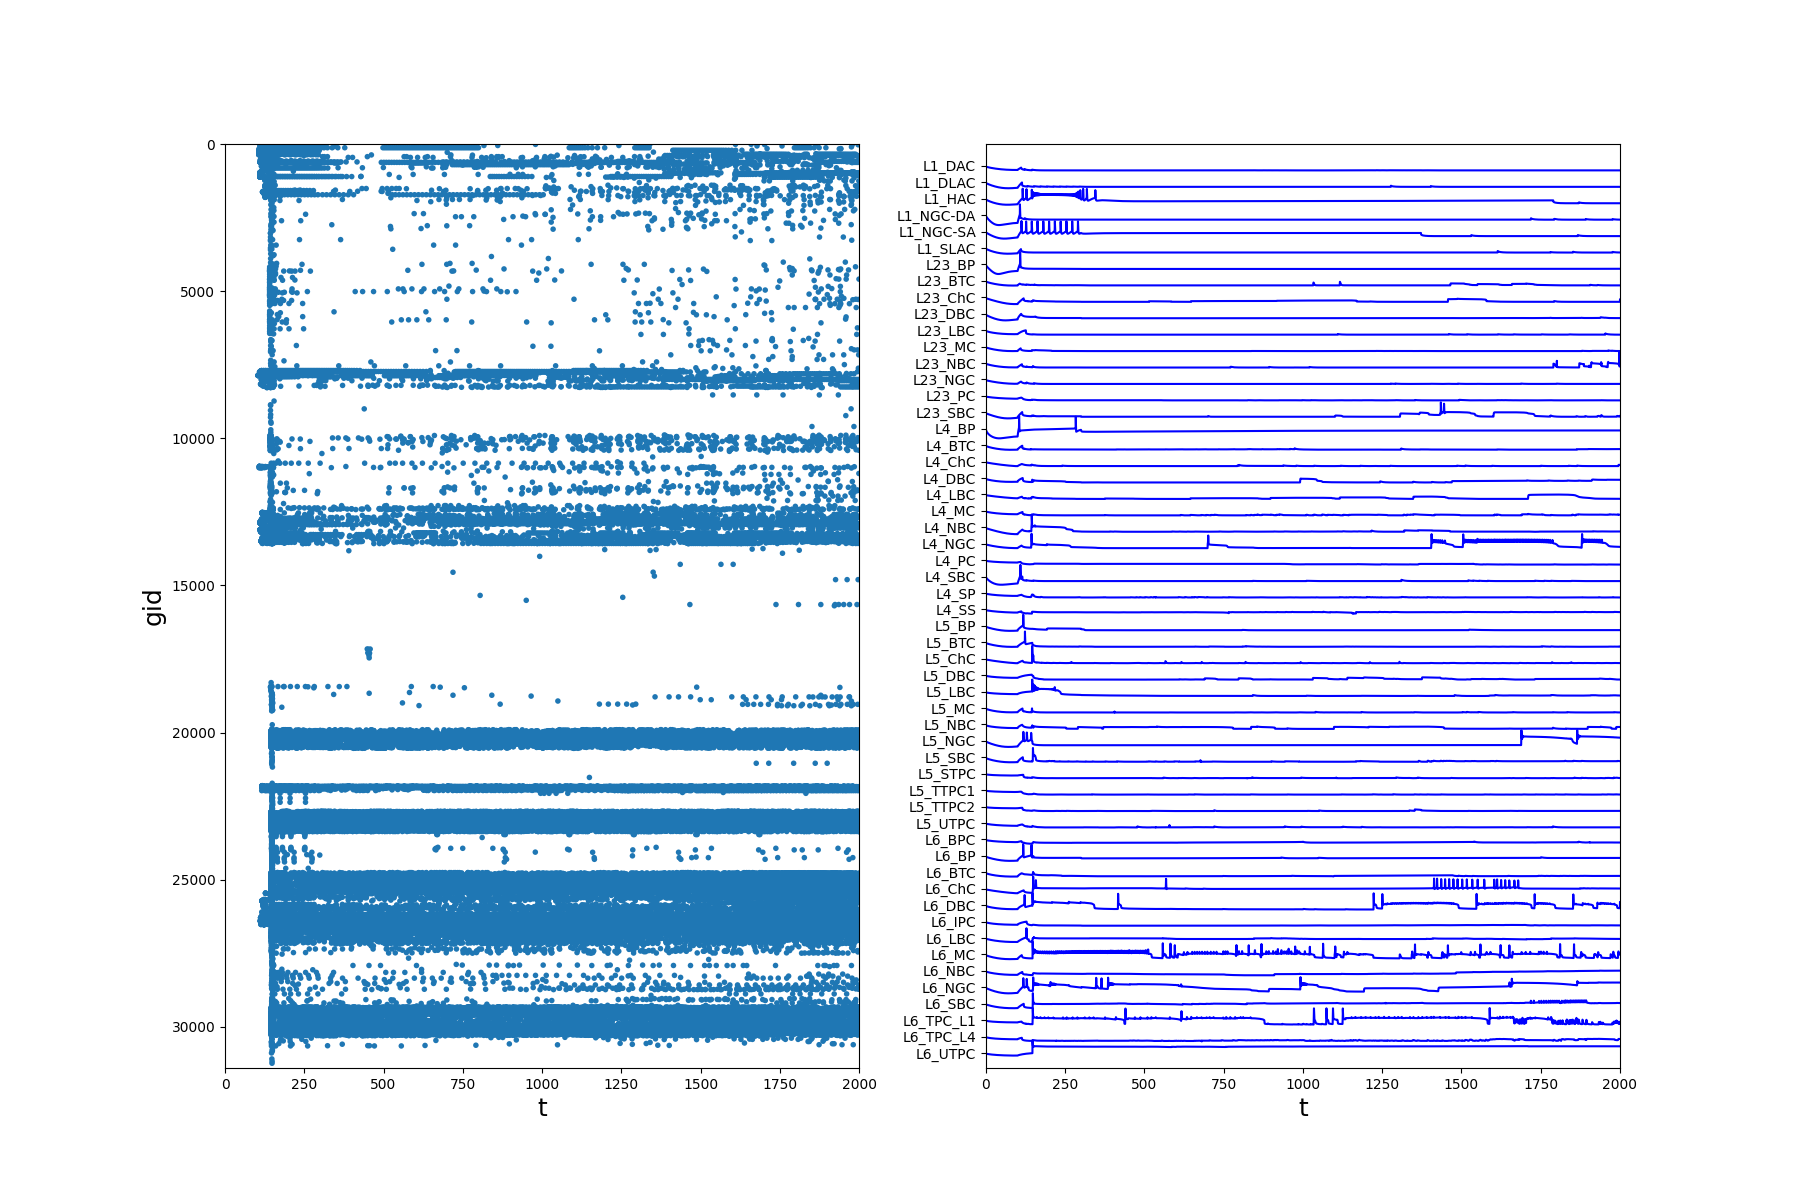 0
5000
10000
15000
20000
25000
30000
gid
0
250
500
750
1000
1250
1500
1750
2000
t
L1_DAC
L1_DLAC
L1_HAC
L1_NGC-DA
L1_NGC-SA
L1_SLAC
L23_BP
L23_BTC
L23_ChC
L23_DBC
L23_LBC
L23_MC
L23_NBC
L23_NGC
L23_PC
L23_SBC
L4_BP
L4_BTC
L4_ChC
L4_DBC
L4_LBC
L4_MC
L4_NBC
L4_NGC
L4_PC
L4_SBC
L4_SP
L4_SS
L5_BP
L5_BTC
L5_ChC
L5_DBC
L5_LBC
L5_MC
L5_NBC
L5_NGC
L5_SBC
L5_STPC
L5_TTPC1
L5_TTPC2
L5_UTPC
L6_BPC
L6_BP
L6_BTC
L6_ChC
L6_DBC
L6_IPC
L6_LBC
L6_MC
L6_NBC
L6_NGC
L6_SBC
L6_TPC_L1
L6_TPC_L4
L6_UTPC
0
250
500
750
1000
1250
1500
1750
2000
t